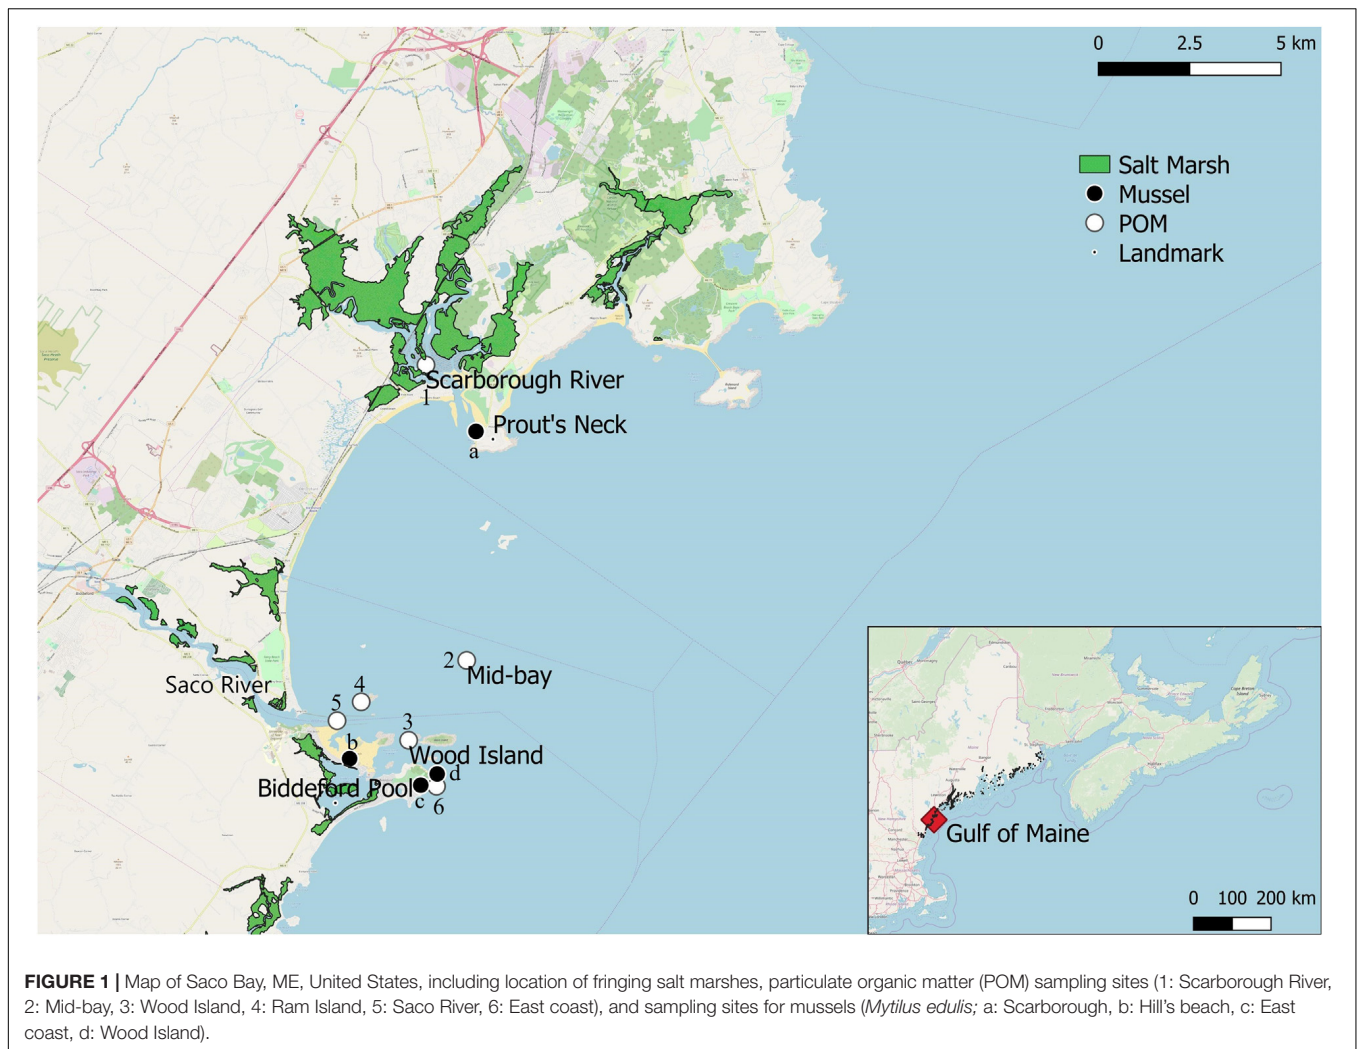 0 2.5 5 km
Salt Marsh
Mussel
POM
Landmark
Scarborough River
1
Prout's Neck
a
2 Mid-bay
Saco River
4
5
3
b
Wood Island
d
Biddeford Pool
c
6
Gulf of Maine
0 100 200 km
FIGURE 1 | Map of Saco Bay, ME, United States, including location of fringing salt marshes, particulate organic matter (POM) sampling sites (1: Scarborough River,
2: Mid-bay, 3: Wood Island, 4: Ram Island, 5: Saco River, 6: East coast), and sampling sites for mussels (Mytilus edulis; a: Scarborough, b: Hill's beach, c: East
coast, d: Wood Island).